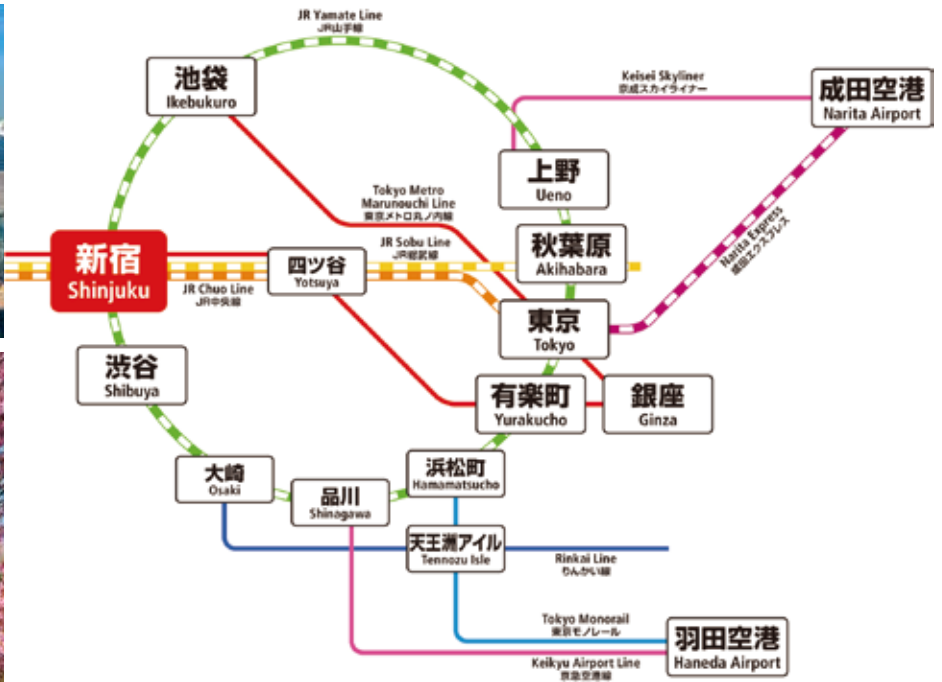 JR Yamate Line
JR山手線
池袋
Ikebukuro
Keisei Skyliner
京成スカイライナー
成田空港
Narita Airport
上野
Ueno
Tokyo Metro
Marunouchi Line
東京メトロ丸ノ内線
秋葉原
Akihabara
Narita Express
成田エクスプレス
新宿
Shinjuku
JR Sobu Line
JR総武線
四ツ谷
Yotsuya
JR Chuo Line
JR中央線
東京
Tokyo
渋谷
Shibuya
有楽町
Yurakucho
銀座
Ginza
大崎
Osaki
浜松町
Hamamatsucho
品川
Shinagawa
天王洲アイル
Tennozu Isle
Rinkai Line
りんかい線
Tokyo Monorail
東京モノレール
羽田空港
Haneda Airport
Keikyu Airport Line
京急空港線